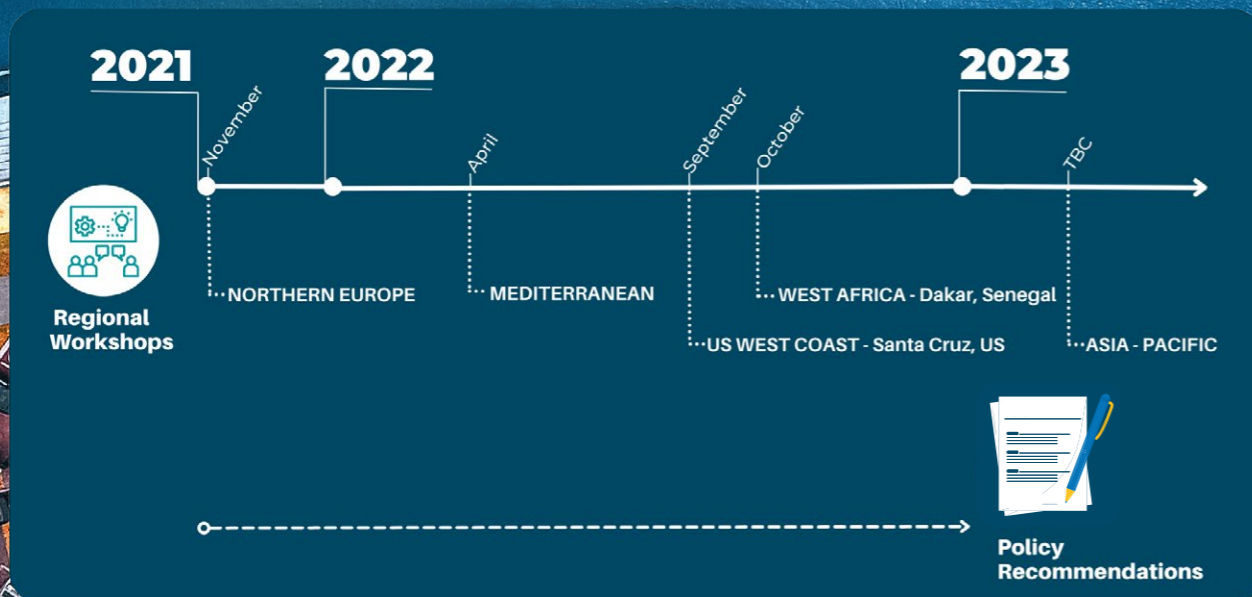 2021
2022
2023
November
April
September
October
TBC
NORTHERN EUROPE
MEDITERRANEAN
WEST AFRICA - Dakar, Senegal
Regional
Workshops
US WEST COAST - Santa Cruz, US
ASIA - PACIFIC
Policy
Recommendations